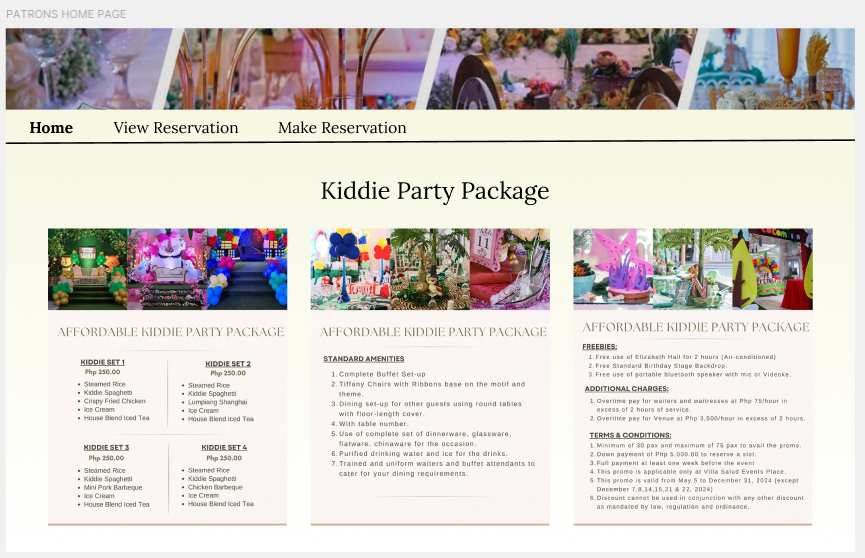 PATRONS HOME PAGE
Home View Reservation Make Reservation
Kiddie Party Package
AFFORDABLE KIDDIE PARTY PACKAGE
KIDDIE SET 1
Php 250.00
Steamed Rice
Kiddie Spaghetti
Crispy Fried Chicken
Ice Cream
House Blend Iced Tea
KIDDIE SET 2
Php 250.00
Steamed Rice
Kiddie Spaghetti
Lumpiang Shanghai
Ice Cream
House Blend Iced Tea
KIDDIE SET 3
Php 250.00
Steamed Rice
Kiddie Spaghetti
Mini Pork Barbeque
Ice Cream
House Blend Iced Tea
KIDDIE SET 4
Php 250.00
Steamed Rice
Kiddie Spaghetti
Chicken Barbeque
Ice Cream
House Blend Iced Tea
11
AFFORDABLE KIDDIE PARTY PACKAGE
STANDARD AMENITIES
1. Complete Buffet Set-up
2. Tiffany Chairs with Ribbons base on the motif and
theme.
3. Dining set-up for other guests using round tables
with floor-length cover.
4. With table number.
5. Use of complete set of dinnerware, glassware,
flatware, chinaware for the occasion.
6. Purified drinking water and ice for the drinks.
7. Trained and uniform waiters and buffet attendants to
cater for your dining requirements.
AFFORDABLE KIDDIE PARTY PACKAGE
FREEBIES:
1. Free use of Elizabeth Hall for 2 hours (Air-conditioned)
2. Free Standard Birthday Stage Backdrop.
3. Free use of portable bluetooth speaker with mic or Videoke.
ADDITIONAL CHARGES:
1. Overtime pay for waiters and waitresses at Php 75/hour in
excess of 2 hours of service.
2. Overtime pay for Venue at Php 3,500/hour in excess of 2 hours.
TERMS & CONDITIONS:
1. Minimum of 30 pax and maximum of 75 pax to avail the promo.
2. Down payment of Php 5,000.00 to reserve a slot.
3. Full payment at least one week before the event
4. This promo is applicable only at Villa Salud Events Place.
5. This promo is valid from May 5 to December 31, 2024 (except
December 7,8,14,15,21 & 22, 2024)
6. Discount cannot be used in conjunction with any other discount
as mandated by law, regulation and ordinance.